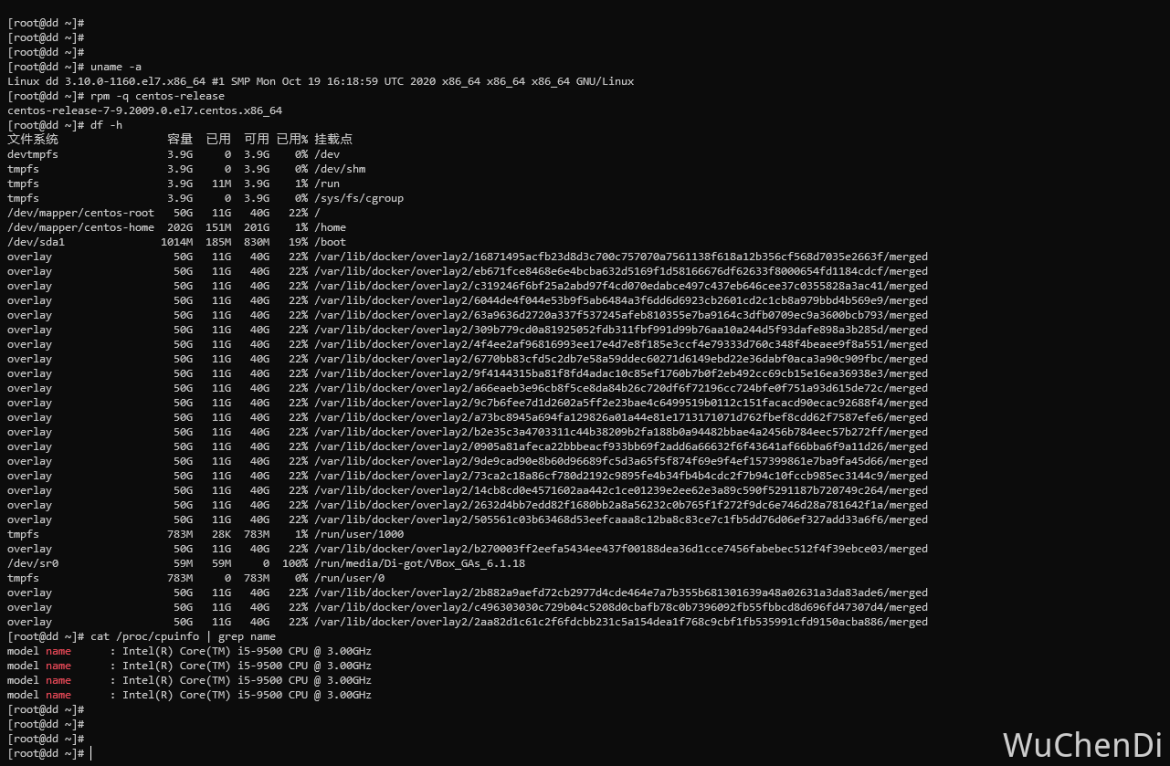 [root@dd ~]#
[root@dd ~]#
[root@dd ~]#
[root@dd ~]# uname -a
Linux dd 3.10.0-1160.el7.x86_64 #1 SMP Mon Oct 19 16:18:59 UTC 2020 x86_64 x86_64 x86_64 GNU/Linux
[root@dd ~]# rpm -q centos-release
centos-release-7-9.2009.0.el7.centos.x86_64
[root@dd ~]# df -h
文件系统 容量 已用 可用 已用% 挂载点
devtmpfs 3.9G 0 3.9G 0% /dev
tmpfs 3.9G 0 3.9G 0% /dev/shm
tmpfs 3.9G 11M 3.9G 1% /run
tmpfs 3.9G 0 3.9G 0% /sys/fs/cgroup
/dev/mapper/centos-root 50G 11G 40G 22% /
/dev/mapper/centos-home 202G 151M 201G 1% /home
/dev/sda1 1014M 185M 830M 19% /boot
overlay 50G 11G 40G 22% /var/lib/docker/overlay2/16871495acfb23d8d3c700c757070a7561138f618a12b356cf568d7035e2663f/merged
overlay 50G 11G 40G 22% /var/lib/docker/overlay2/eb671fce8468e6e4bcba632d5169f1d58166676df62633f8000654fd1184cdcf/merged
overlay 50G 11G 40G 22% /var/lib/docker/overlay2/c319246f6bf25a2abd97f4cd070edabce497c437eb646cee37c0355828a3ac41/merged
overlay 50G 11G 40G 22% /var/lib/docker/overlay2/6044de4f044e53b9f5ab6484a3f6dd6d6923cb2601cd2c1cb8a979bbd4b569e9/merged
overlay 50G 11G 40G 22% /var/lib/docker/overlay2/63a9636d2720a337f537245afeb810355e7ba9164c3dfb0709ec9a3600bcb793/merged
overlay 50G 11G 40G 22% /var/lib/docker/overlay2/309b779cd0a81925052fdb311fbf991d99b76aa10a244d5f93dafe898a3b285d/merged
overlay 50G 11G 40G 22% /var/lib/docker/overlay2/4f4ee2af96816993ee17e4d7e8f185e3ccf4e79333d760c348f4beaee9f8a551/merged
overlay 50G 11G 40G 22% /var/lib/docker/overlay2/6770bb83cfd5c2db7e58a59ddec60271d6149ebd22e36dabf0aca3a90c909fbc/merged
overlay 50G 11G 40G 22% /var/lib/docker/overlay2/9f4144315ba81f8fd4adac10c85ef1760b7b0f2eb492cc69cb15e16ea36938e3/merged
overlay 50G 11G 40G 22% /var/lib/docker/overlay2/a66eaeb3e96cb8f5ce8da84b26c720df6f72196cc724bfe0f751a93d615de72c/merged
overlay 50G 11G 40G 22% /var/lib/docker/overlay2/9c7b6fee7d1d2602a5ff2e23bae4c6499519b0112c151facacd90ecac92688f4/merged
overlay 50G 11G 40G 22% /var/lib/docker/overlay2/a73bc8945a694fa129826a01a44e81e1713171071d762fbef8cdd62f7587efe6/merged
overlay 50G 11G 40G 22% /var/lib/docker/overlay2/b2e35c3a4703311c44b38209b2fa188b0a94482bbae4a2456b784eec57b272ff/merged
overlay 50G 11G 40G 22% /var/lib/docker/overlay2/0905a81afeca22bbbeacf933bb69f2add6a66632f6f43641af66bba6f9a11d26/merged
overlay 50G 11G 40G 22% /var/lib/docker/overlay2/9de9cad90e8b60d96689fc5d3a65f5f874f69e9f4ef157399861e7ba9fa45d66/merged
overlay 50G 11G 40G 22% /var/lib/docker/overlay2/73ca2c18a86cf780d2192c9895fe4b34fb4b4cdc2f7b94c10fccb985ec3144c9/merged
overlay 50G 11G 40G 22% /var/lib/docker/overlay2/14cb8cd0e4571602aa442c1ce01239e2ee62e3a89c590f5291187b720749c264/merged
overlay 50G 11G 40G 22% /var/lib/docker/overlay2/2632d4bb7edd82f1680bb2a8a56232c0b765f1f272f9dc6e746d28a781642f1a/merged
overlay 50G 11G 40G 22% /var/lib/docker/overlay2/505561c03b63468d53eefcaaa8c12ba8c83ce7c1fb5dd76d06ef327add33a6f6/merged
tmpfs 783M 28K 783M 1% /run/user/1000
overlay 50G 11G 40G 22% /var/lib/docker/overlay2/b270003ff2eefa5434ee437f00188dea36d1cce7456fabebec512f4f39ebce03/merged
/dev/sr0 59M 59M 0 100% /run/media/Di-got/VBox_GAs_6.1.18
tmpfs 783M 0 783M 0% /run/user/0
overlay 50G 11G 40G 22% /var/lib/docker/overlay2/2b882a9aefd72cb2977d4cde464e7a7b355b681301639a48a02631a3da83ade6/merged
overlay 50G 11G 40G 22% /var/lib/docker/overlay2/c496303030c729b04c5208d0cbafb78c0b7396092fb55fbbcd8d696fd47307d4/merged
overlay 50G 11G 40G 22% /var/lib/docker/overlay2/2aa82d1c61c2f6fdcbb231c5a154dea1f768c9cbf1fb535991cfd9150acba886/merged
[root@dd ~]# cat /proc/cpuinfo | grep name
model name : Intel(R) Core(TM) i5-9500 CPU @ 3.00GHz
model name : Intel(R) Core(TM) i5-9500 CPU @ 3.00GHz
model name : Intel(R) Core(TM) i5-9500 CPU @ 3.00GHz
model name : Intel(R) Core(TM) i5-9500 CPU @ 3.00GHz
[root@dd ~]#
[root@dd ~]#
[root@dd ~]#
[root@dd ~]#
WuChenDi